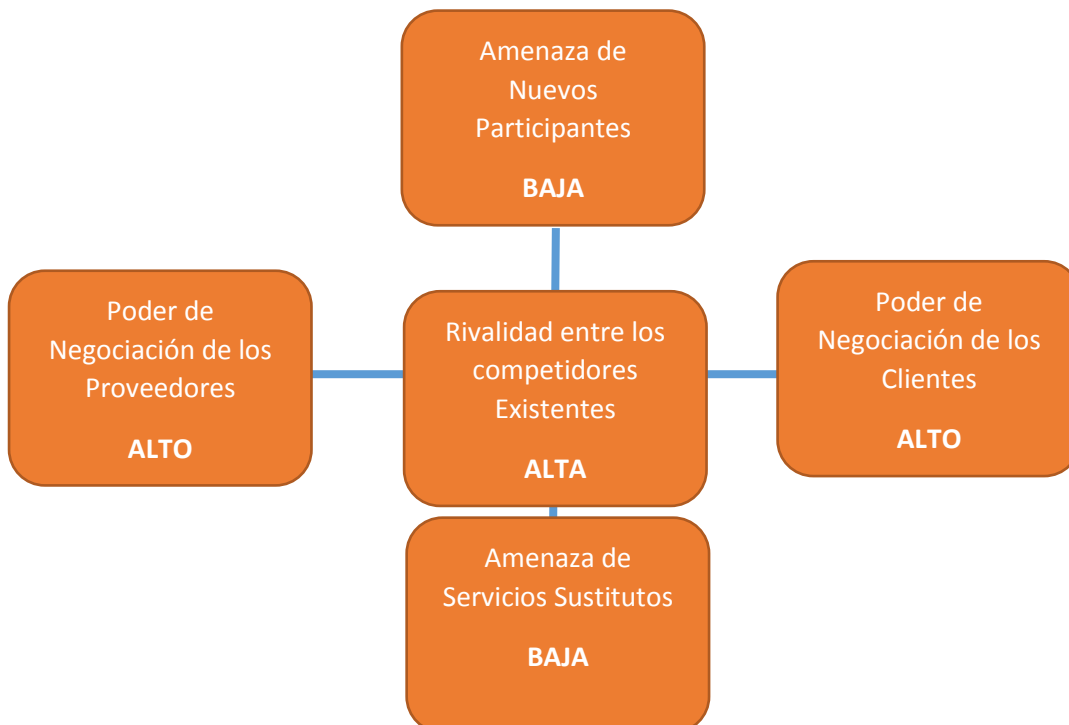 Amenaza de
Nuevos
Participantes
BAJA
Poder de
Negociación de los
Proveedores
ALTO
Rivalidad entre los
competidores
Existentes
ALTA
Poder de
Negociación de los
Clientes
ALTO
Amenaza de
Servicios Sustitutos
BAJA